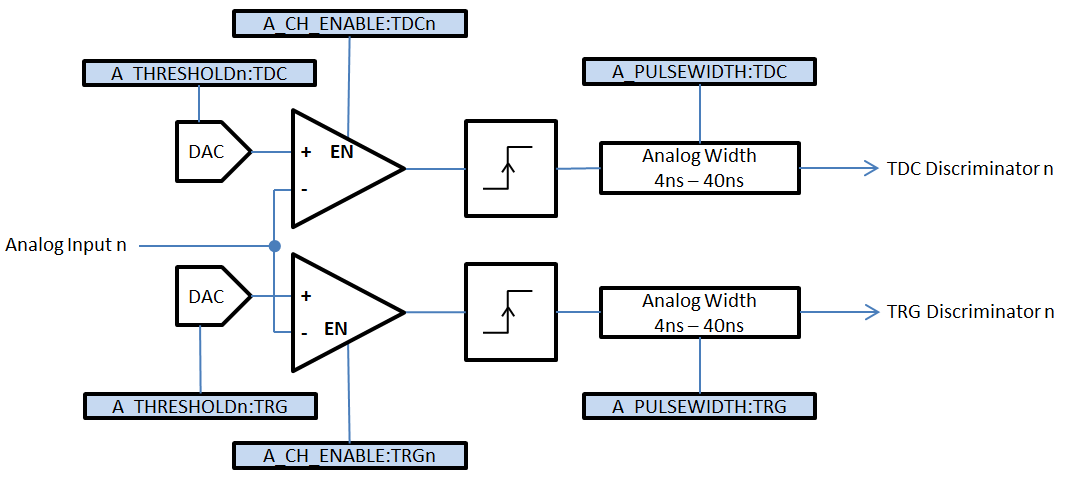 A_CH_ENABLE:TDCn
A_THRESHOLDn:TDC
A_PULSEWIDTH:TDC
DAC
+
EN
-
Analog Width
4ns – 40ns
TDC Discriminator n
Analog Input n
DAC
+
EN
-
Analog Width
4ns – 40ns
TRG Discriminator n
A_THRESHOLDn:TRG
A_PULSEWIDTH:TRG
A_CH_ENABLE:TRGn